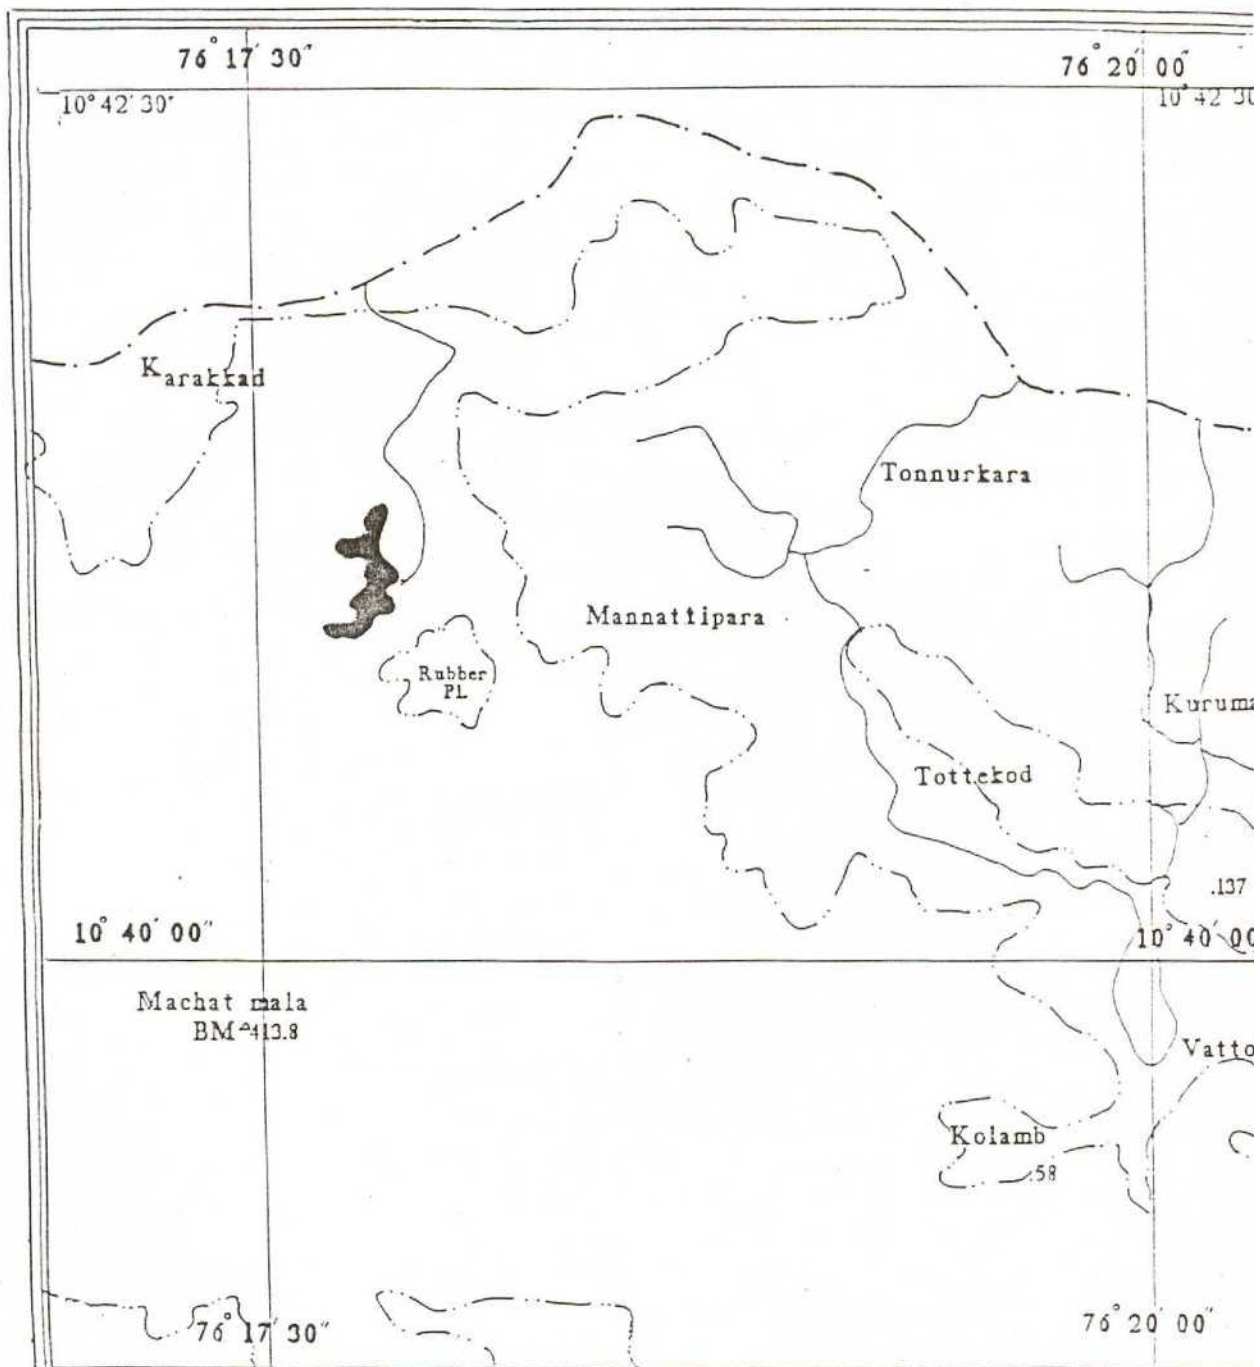 76° 17' 30"
76° 20' 00"
10° 42' 30"
10° 42' 30
Karakkad
Tonnurkara
Mannattipara
Rubber
PL
Kuruma
Tottekod
.137
10° 40' 00"
10° 40' 00
Machat mala
BM△413.8
Vatto
Kolamb
.58
76° 17' 30"
76° 20' 00"